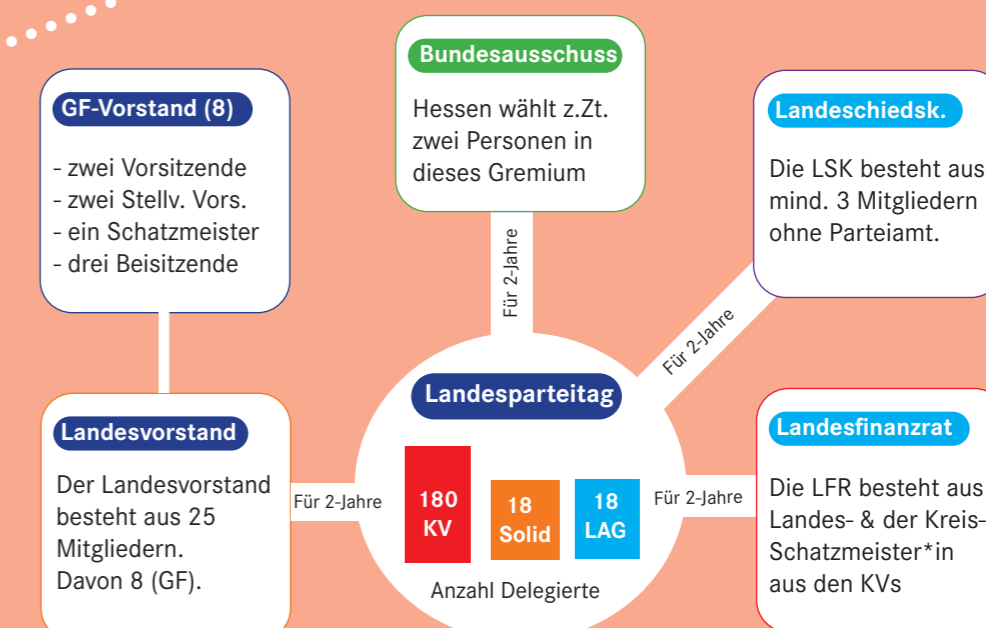 Bundesausschuss
Hessen wählt z.Zt.
zwei Personen in
dieses Gremium
GF-Vorstand (8)
- zwei Vorsitzende
- zwei Stellv. Vors.
- ein Schatzmeister
- drei Beisitzende
Landeschiedsk.
Die LSK besteht aus
mind. 3 Mitgliedern
ohne Parteiamt.
Für 2-Jahre
Für 2-Jahre
Landesparteitag
180
KV
18
Solid
18
LAG
Anzahl Delegierte
Landesvorstand
Der Landesvorstand
besteht aus 25
Mitgliedern.
Davon 8 (GF).
Für 2-Jahre
Für 2-Jahre
Landesfinanzrat
Die LFR besteht aus
Landes- & der Kreis-
Schatzmeister*in
aus den KVs